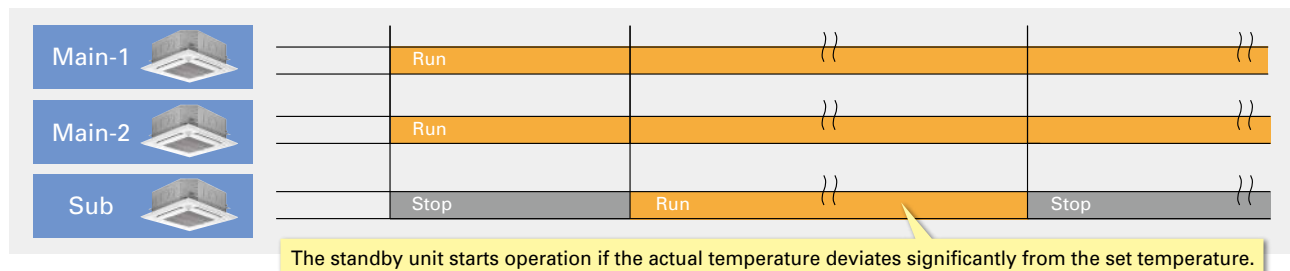 Main-1
Run
Main-2
Run
Sub
Stop
Run
Stop
The standby unit starts operation if the actual temperature deviates significantly from the set temperature.